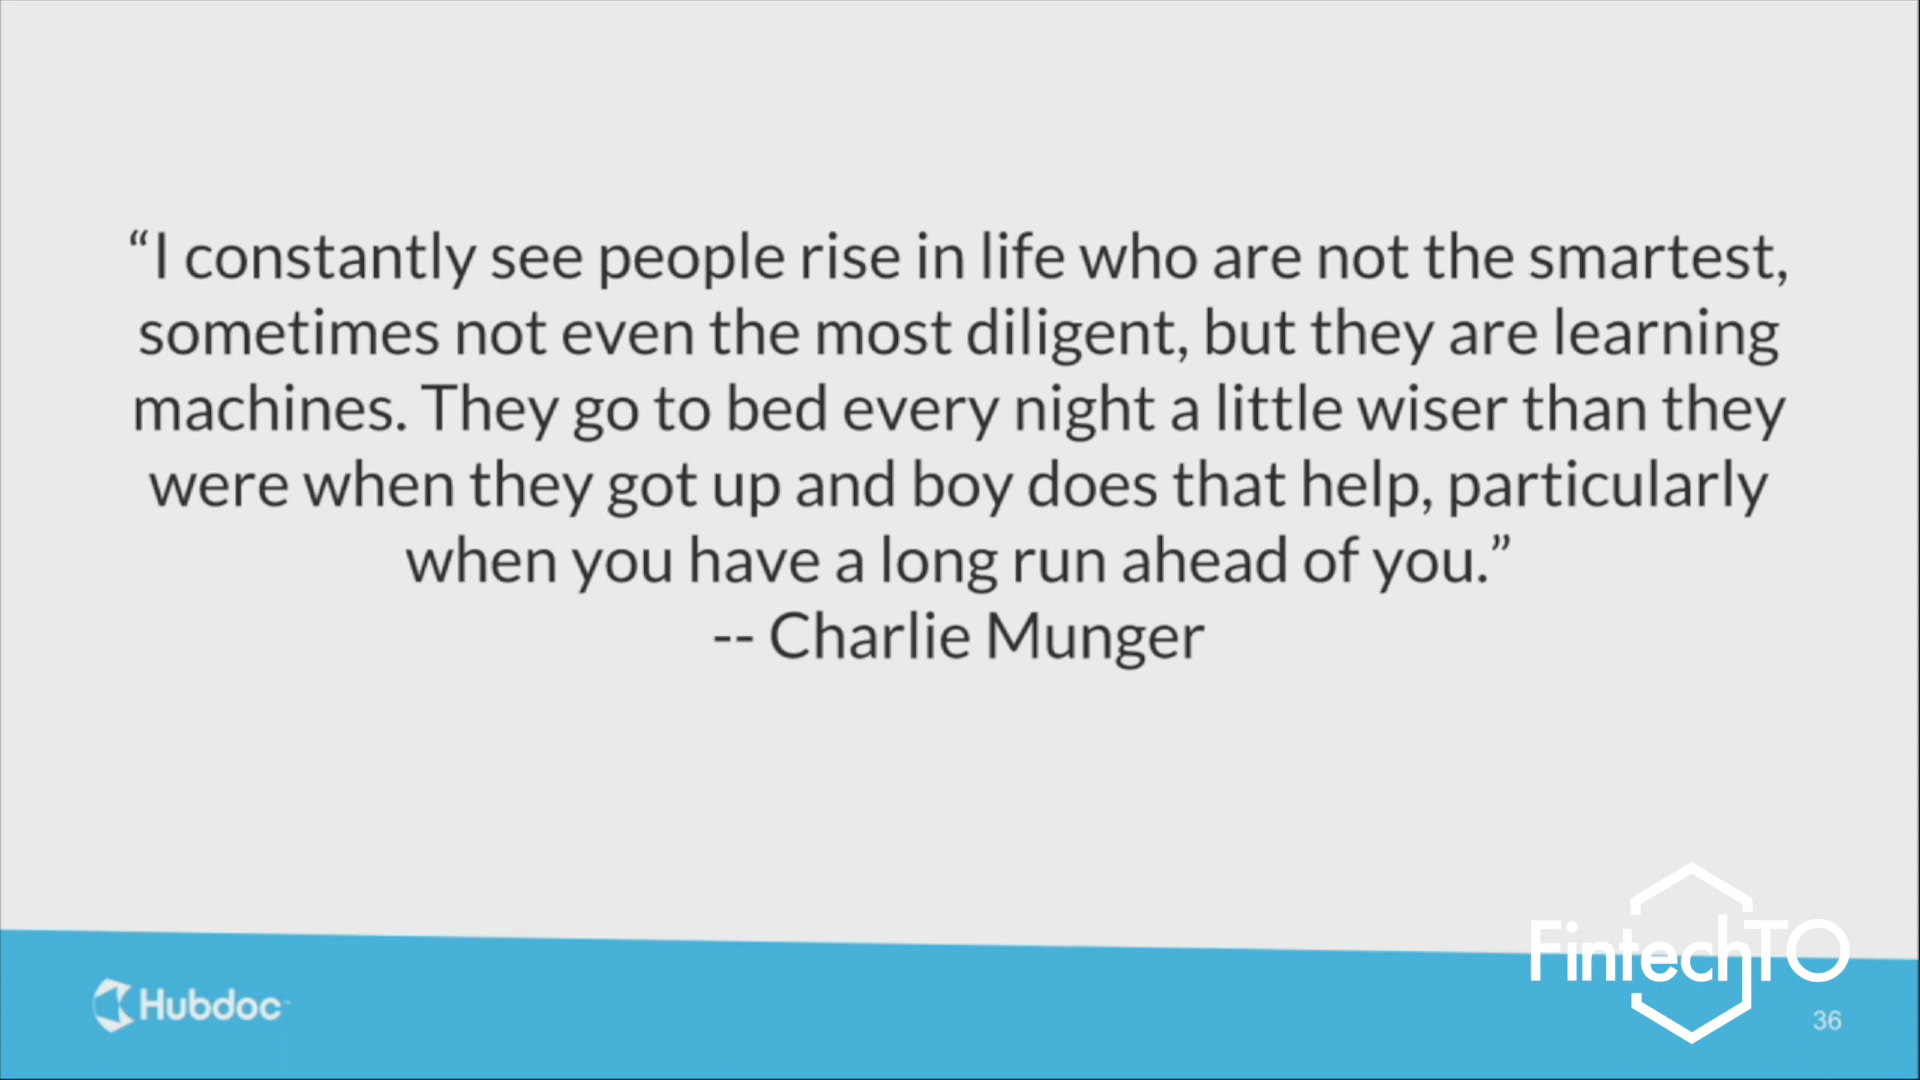 “I constantly see people rise in life who are not the smartest,
sometimes not even the most diligent, but they are learning
machines. They go to bed every night a little wiser than they
were when they got up and boy does that help, particularly
when you have a long run ahead of you.”
-- Charlie Munger
FintechTO
Hubdoc™
36